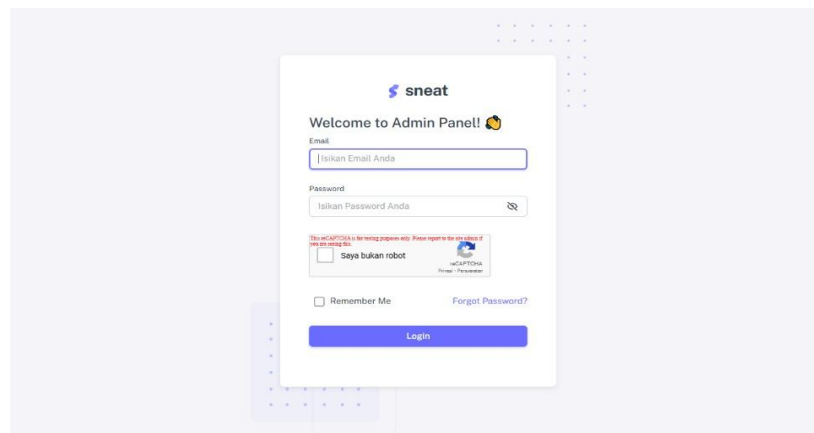 sneat
Welcome to Admin Panel!
Email
Isikan Email Anda
Password
Isikan Password Anda
This reCAPTCHA is for testing purposes only. Please report to the site admin if
you are seeing this.
Saya bukan robot
reCAPTCHA
Privasi - Persyaratan
Remember Me
Forgot Password?
Login